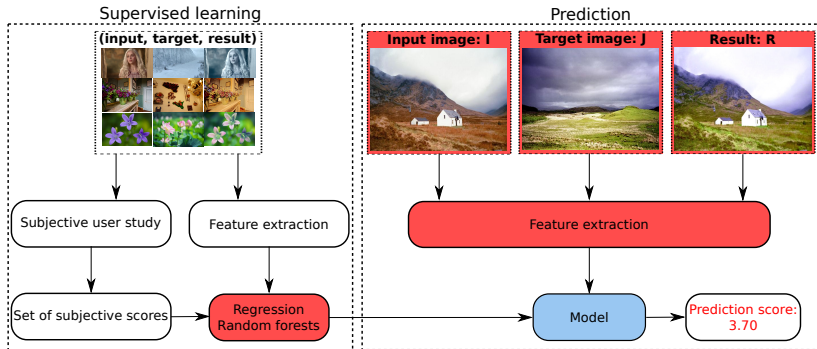 Supervised learning
(input, target, result)
Subjective user study
Feature extraction
Set of subjective scores
Regression
Random forests
Prediction
Input image: I
Target image: J
Result: R
Feature extraction
Model
Prediction score:
3.70